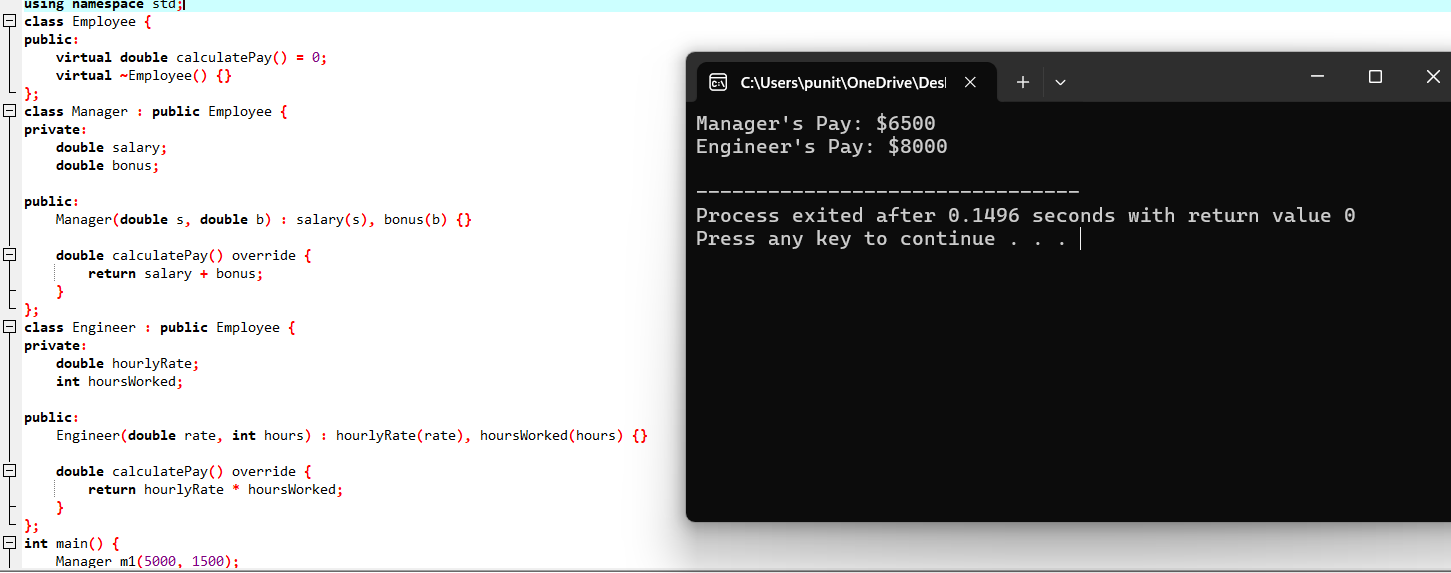 using namespace std;
class Employee {
public:
    virtual double calculatePay() = 0;
    virtual ~Employee() {}
};
class Manager : public Employee {
private:
    double salary;
    double bonus;
public:
    Manager(double s, double b) : salary(s), bonus(b) {}
    double calculatePay() override {
        return salary + bonus;
    }
};
class Engineer : public Employee {
private:
    double hourlyRate;
    int hoursWorked;
public:
    Engineer(double rate, int hours) : hourlyRate(rate), hoursWorked(hours) {}
    double calculatePay() override {
        return hourlyRate * hoursWorked;
    }
};
int main() {
    Manager m1(5000, 1500);
C:\Users\punit\OneDrive\Des
Manager's Pay: $6500
Engineer's Pay: $8000
--------------------------------
Process exited after 0.1496 seconds with return value 0
Press any key to continue . . .